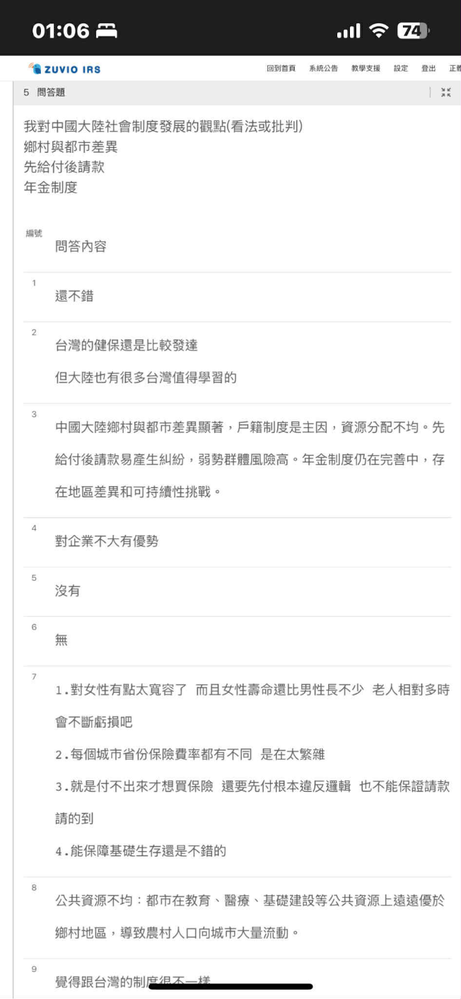 01:06
74
ZUVIO IRS
回到首頁 系統公告 教學支援 設定 登出 正體
5 問答題
我對中國大陸社會制度發展的觀點(看法或批判)
鄉村與都市差異
先給付後請款
年金制度
編號
問答內容
1
還不錯
2
台灣的健保還是比較發達
但大陸也有很多台灣值得學習的
3
中國大陸鄉村與都市差異顯著，戶籍制度是主因，資源分配不均。先
給付後請款易產生糾紛，弱勢群體風險高。年金制度仍在完善中，存
在地區差異和可持續性挑戰。
4
對企業不大有優勢
5
沒有
6
無
7
1.對女性有點太寬容了 而且女性壽命還比男性長不少 老人相對多時
會不斷虧損吧
2.每個城市省份保險費率都有不同 是在太繁雜
3.就是付不出來才想買保險 還要先付根本違反邏輯 也不能保證請款
請的到
4.能保障基礎生存還是不錯的
8
公共資源不均：都市在教育、醫療、基礎建設等公共資源上遠遠優於
鄉村地區，導致農村人口向城市大量流動。
9
覺得跟台灣的制度很不一樣